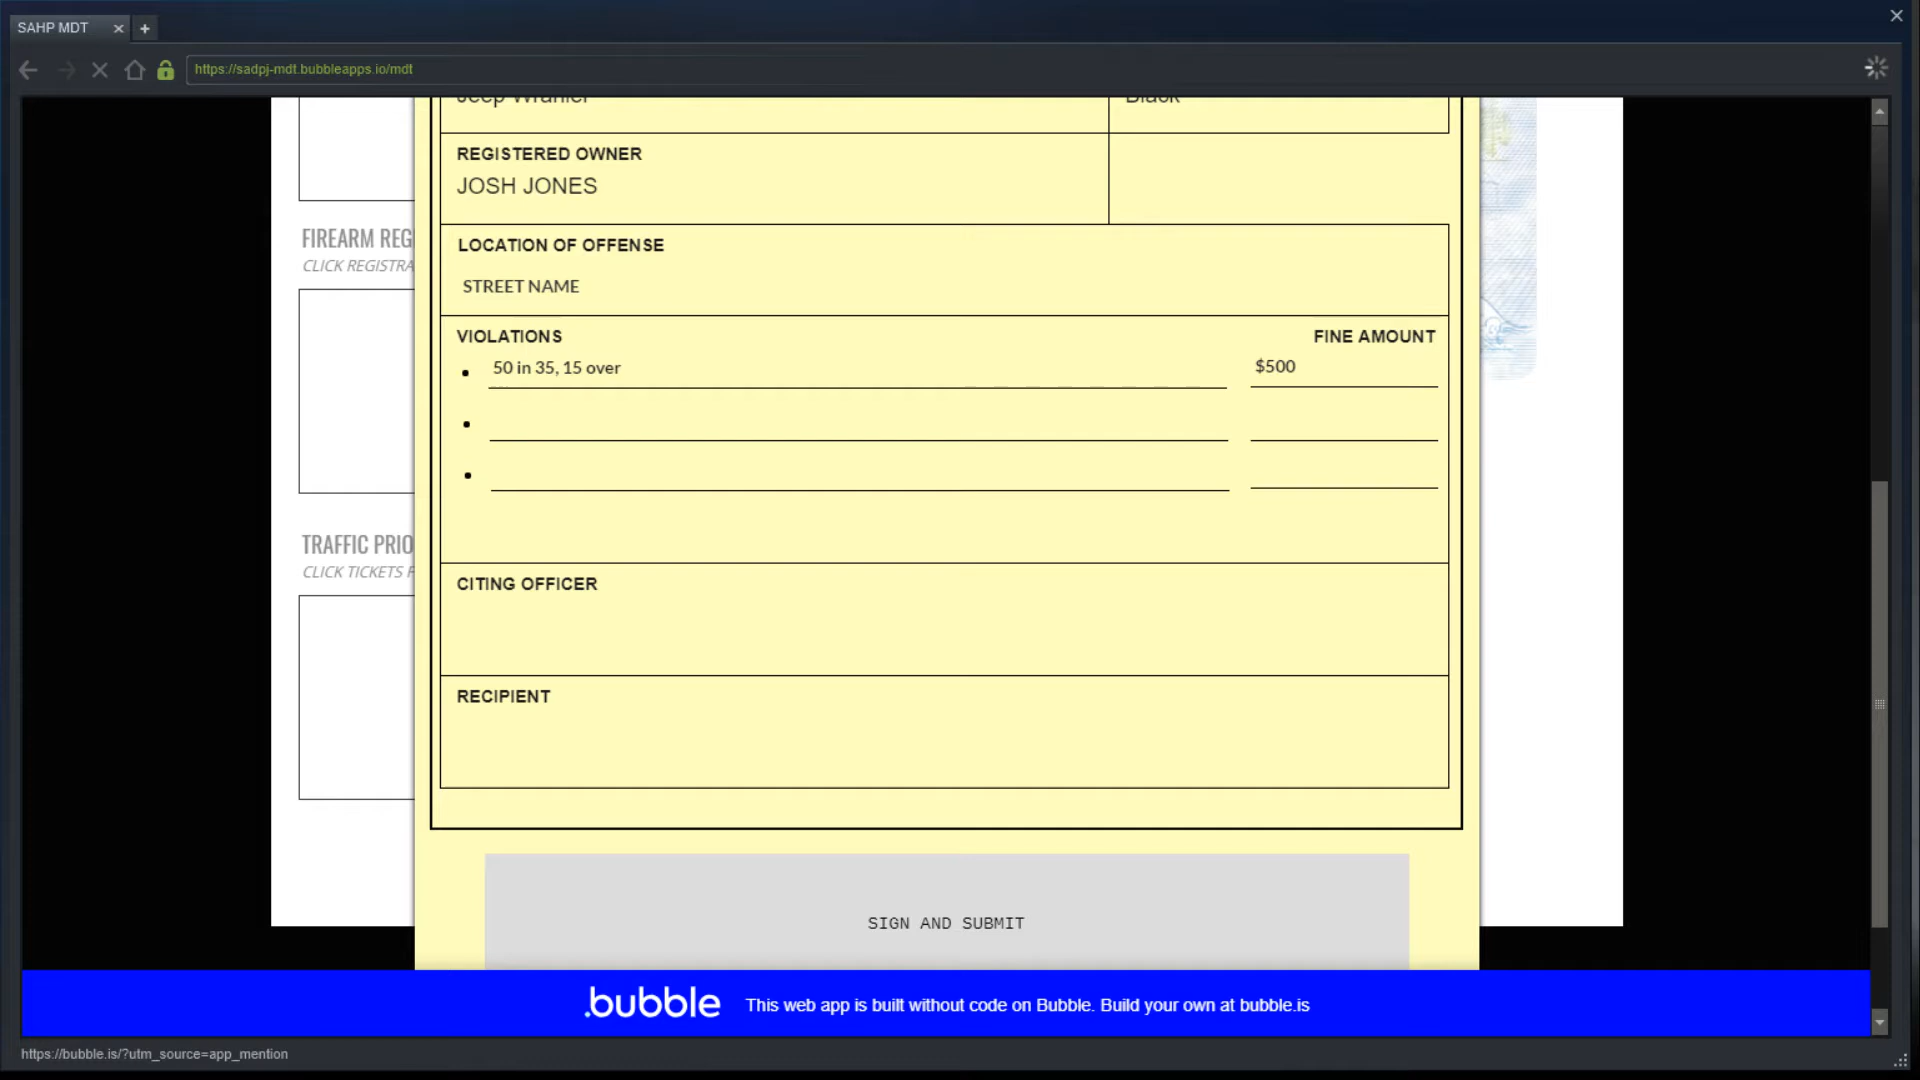 SAHP MDT
https://sadpj-mdt.bubbleapps.io/mdt
Jeep Wranler
Black
REGISTERED OWNER
JOSH JONES
FIREARM REG
CLICK REGISTRA
LOCATION OF OFFENSE
STREET NAME
VIOLATIONS
FINE AMOUNT
50 in 35, 15 over
$500
TRAFFIC PRIO
CLICK TICKETS F
CITING OFFICER
RECIPIENT
SIGN AND SUBMIT
.bubble
This web app is built without code on Bubble. Build your own at bubble.is
https://bubble.is/?utm_source=app_mention